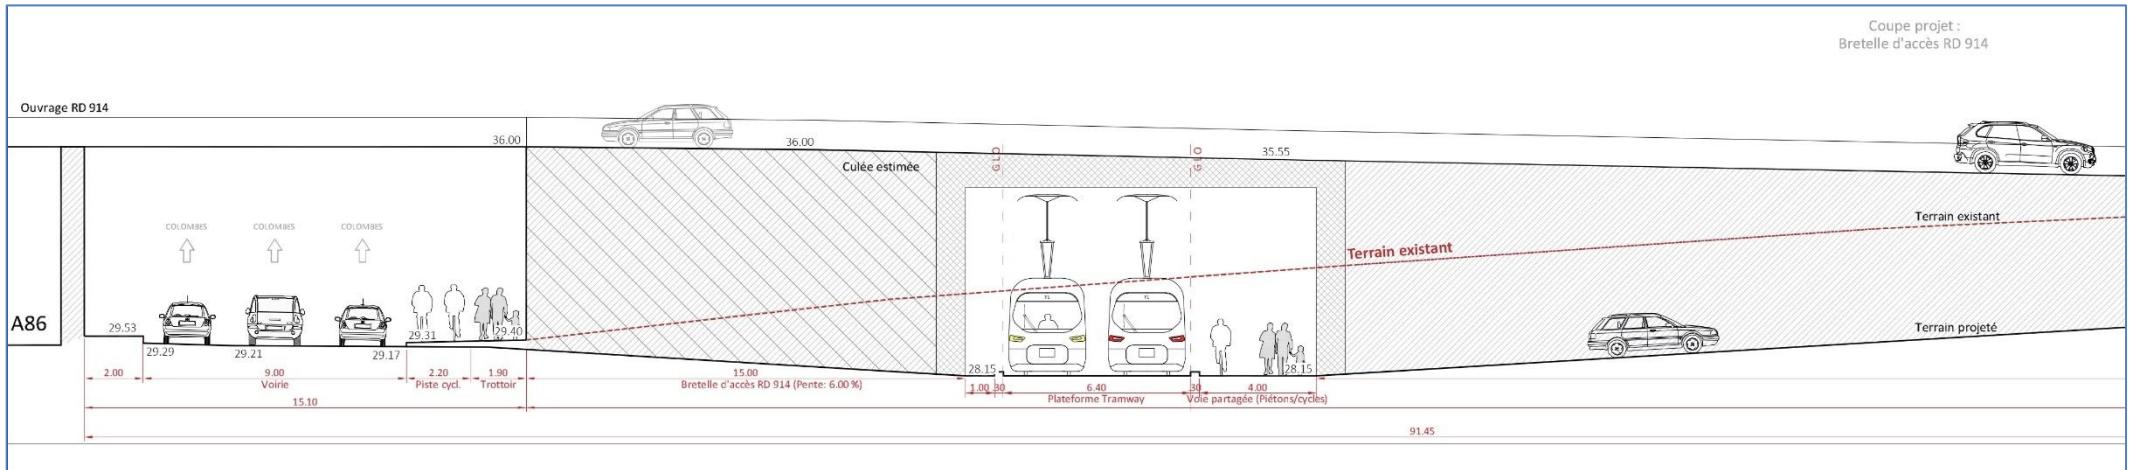 Coupe projet :
Bretelle d'accès RD 914
Ouvrage RD 914
36.00
36.00
35.55
GLO
GLO
Culée estimée
COLOMBES
COLOMBES
COLOMBES
Terrain existant
Terrain existant
A86
29.53
29.29
29.21
29.17
29.31
29.40
Terrain projeté
28.15
28.15
2.00
9.00
2.20
1.90
15.00
1.00
.30
6.40
.30
4.00
Voirie
Piste cycl.
Trottoir
Bretelle d'accès RD 914 (Pente: 6.00 %)
Plateforme Tramway
Voie partagée (Piétons/cycles)
15.10
91.45